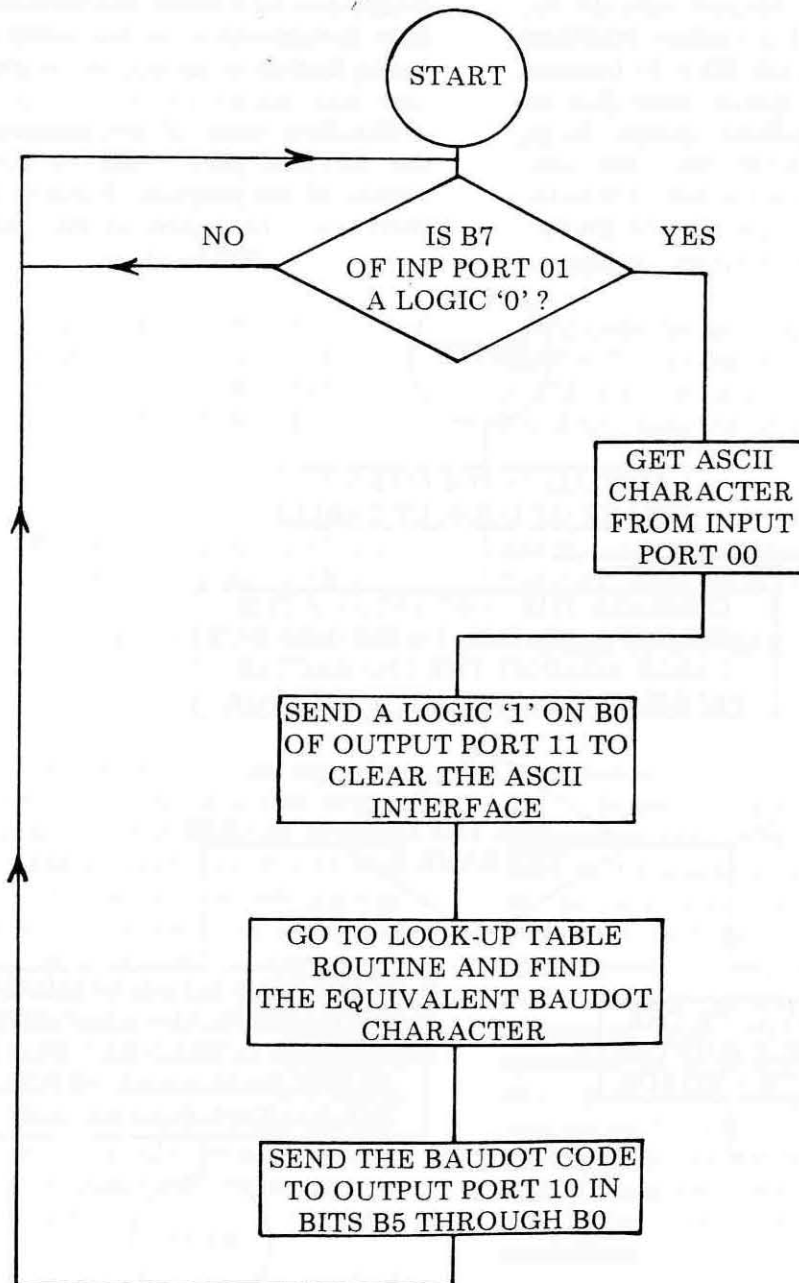 START
NO
IS B7
OF INP PORT 01
A LOGIC ‘0’ ?
YES
GET ASCII
CHARACTER
FROM INPUT
PORT 00
SEND A LOGIC ‘1’ ON B0
OF OUTPUT PORT 11 TO
CLEAR THE ASCII
INTERFACE
GO TO LOOK-UP TABLE
ROUTINE AND FIND
THE EQUIVALENT BAUDOT
CHARACTER
SEND THE BAUDOT CODE
TO OUTPUT PORT 10 IN
BITS B5 THROUGH B0